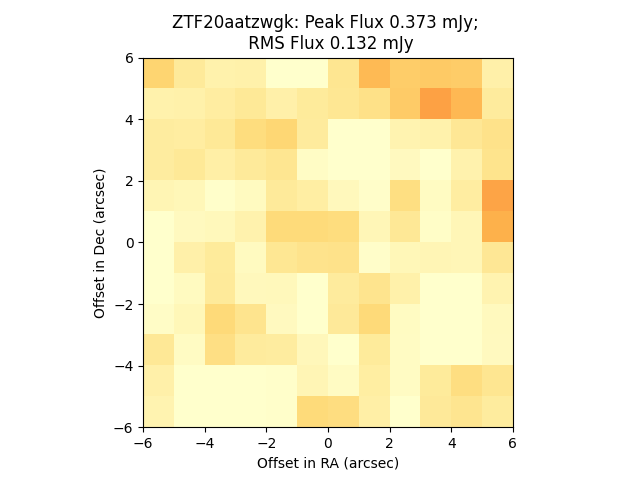 ZTF20aatzwgk: Peak Flux 0.373 mJy;
RMS Flux 0.132 mJy
6
4
2
0
−2
−4
−6
Offset in Dec (arcsec)
−6 −4 −2 0 2 4 6
Offset in RA (arcsec)